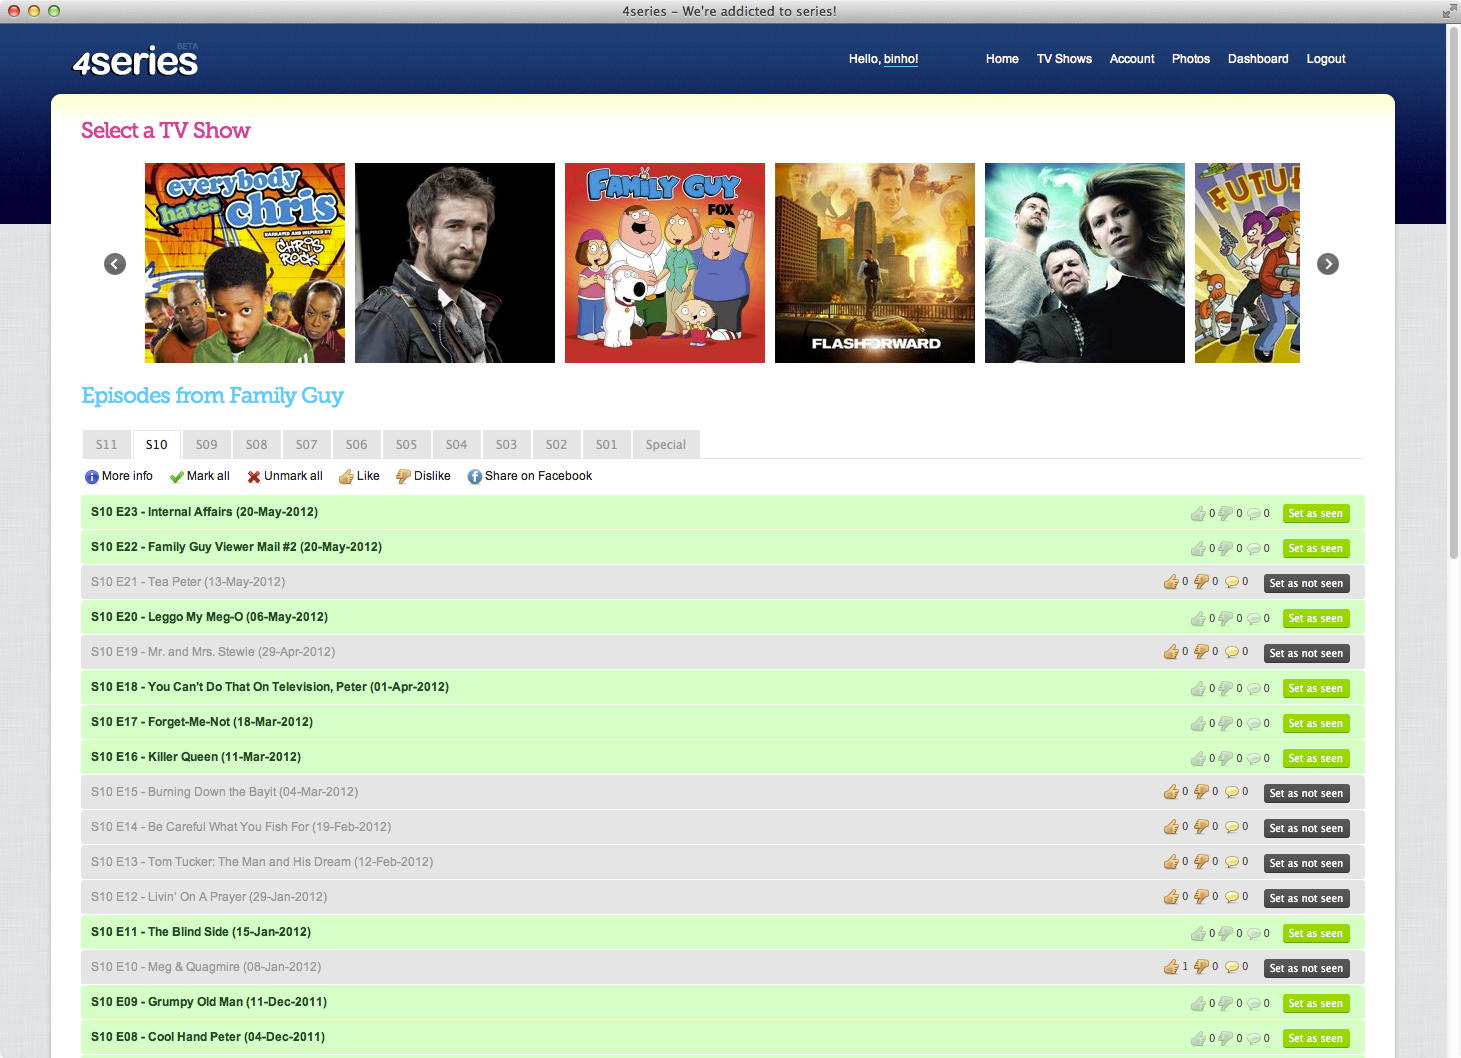 4series - We're addicted to series!
4series BETA
Hello, binho! Home TV Shows Account Photos Dashboard Logout
Select a TV Show
everybody hates chris
NARRATED AND INSPIRED BY CHRIS ROCK
FAMILY GUY
FOX
FLASHFORWARD
FUTU
Episodes from Family Guy
S11 S10 S09 S08 S07 S06 S05 S04 S03 S02 S01 Special
More info Mark all Unmark all Like Dislike Share on Facebook
S10 E23 - Internal Affairs (20-May-2012) 0 0 0 Set as seen
S10 E22 - Family Guy Viewer Mail #2 (20-May-2012) 0 0 0 Set as seen
S10 E21 - Tea Peter (13-May-2012) 0 0 0 Set as not seen
S10 E20 - Leggo My Meg-O (06-May-2012) 0 0 0 Set as seen
S10 E19 - Mr. and Mrs. Stewie (29-Apr-2012) 0 0 0 Set as not seen
S10 E18 - You Can't Do That On Television, Peter (01-Apr-2012) 0 0 0 Set as seen
S10 E17 - Forget-Me-Not (18-Mar-2012) 0 0 0 Set as seen
S10 E16 - Killer Queen (11-Mar-2012) 0 0 0 Set as seen
S10 E15 - Burning Down the Bayit (04-Mar-2012) 0 0 0 Set as not seen
S10 E14 - Be Careful What You Fish For (19-Feb-2012) 0 0 0 Set as not seen
S10 E13 - Tom Tucker: The Man and His Dream (12-Feb-2012) 0 0 0 Set as not seen
S10 E12 - Livin' On A Prayer (29-Jan-2012) 0 0 0 Set as not seen
S10 E11 - The Blind Side (15-Jan-2012) 0 0 0 Set as seen
S10 E10 - Meg & Quagmire (08-Jan-2012) 1 0 0 Set as not seen
S10 E09 - Grumpy Old Man (11-Dec-2011) 0 0 0 Set as seen
S10 E08 - Cool Hand Peter (04-Dec-2011) 0 0 0 Set as seen